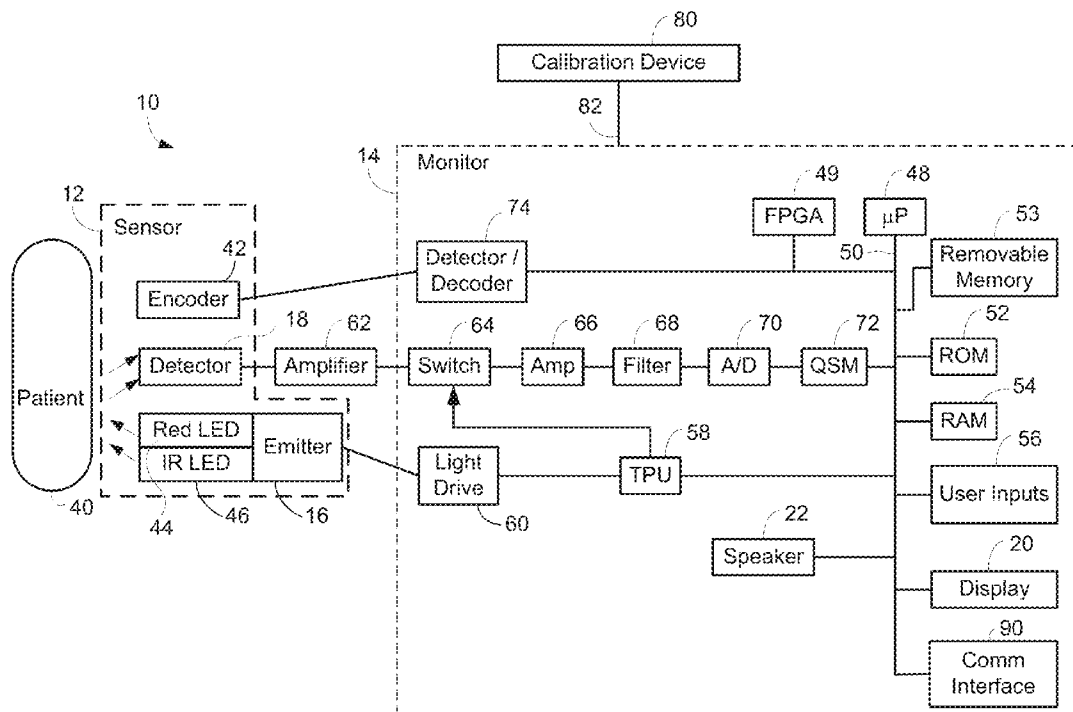 80
Calibration Device
10
82
14
Monitor
49
48
FPGA
μP
12
Sensor
74
53
50
Removable
Memory
42
Detector /
Decoder
Encoder
18
62
64
66
68
70
72
52
ROM
Detector
Amplifier
Switch
Amp
Filter
A/D
QSM
Patient
54
RAM
Red LED
IR LED
Emitter
58
56
Light
Drive
TPU
User Inputs
40
44
46
16
60
22
Speaker
20
Display
90
Comm
Interface